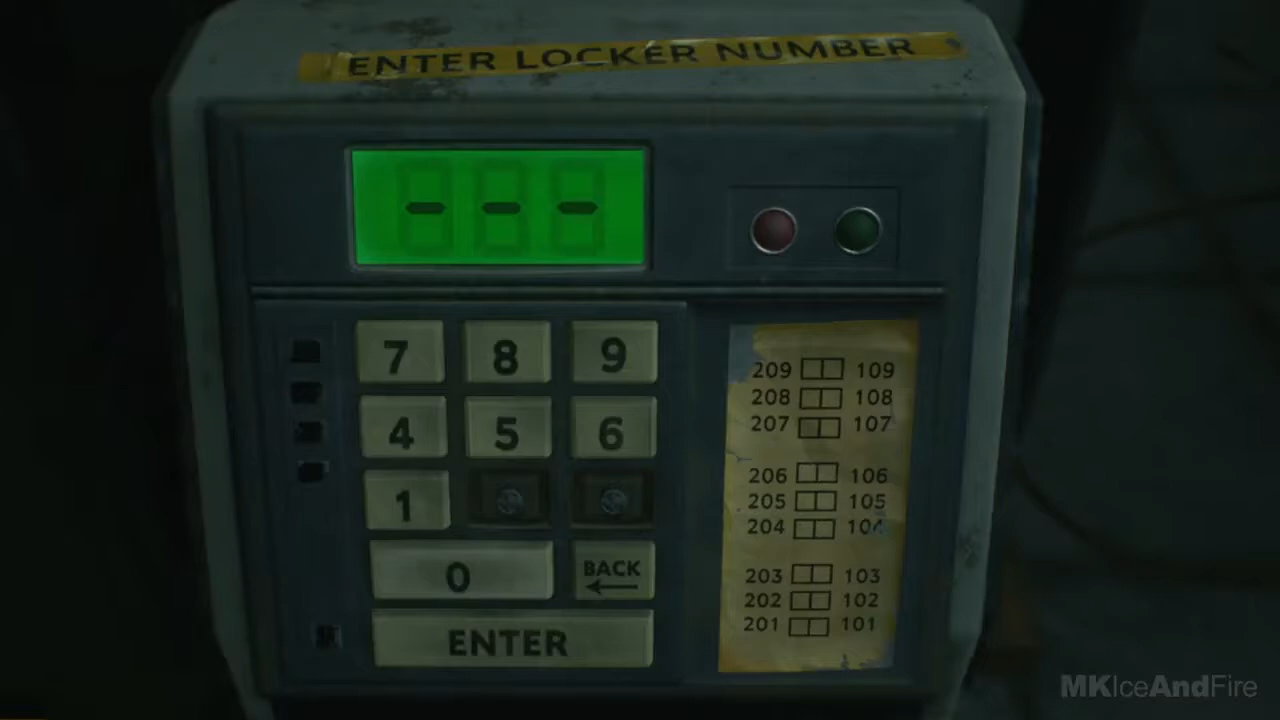 ENTER LOCKER NUMBER
- - -
7 8 9
4 5 6
1
0 BACK
ENTER
209 109
208 108
207 107
206 106
205 105
204 104
203 103
202 102
201 101
MKIceAndFire